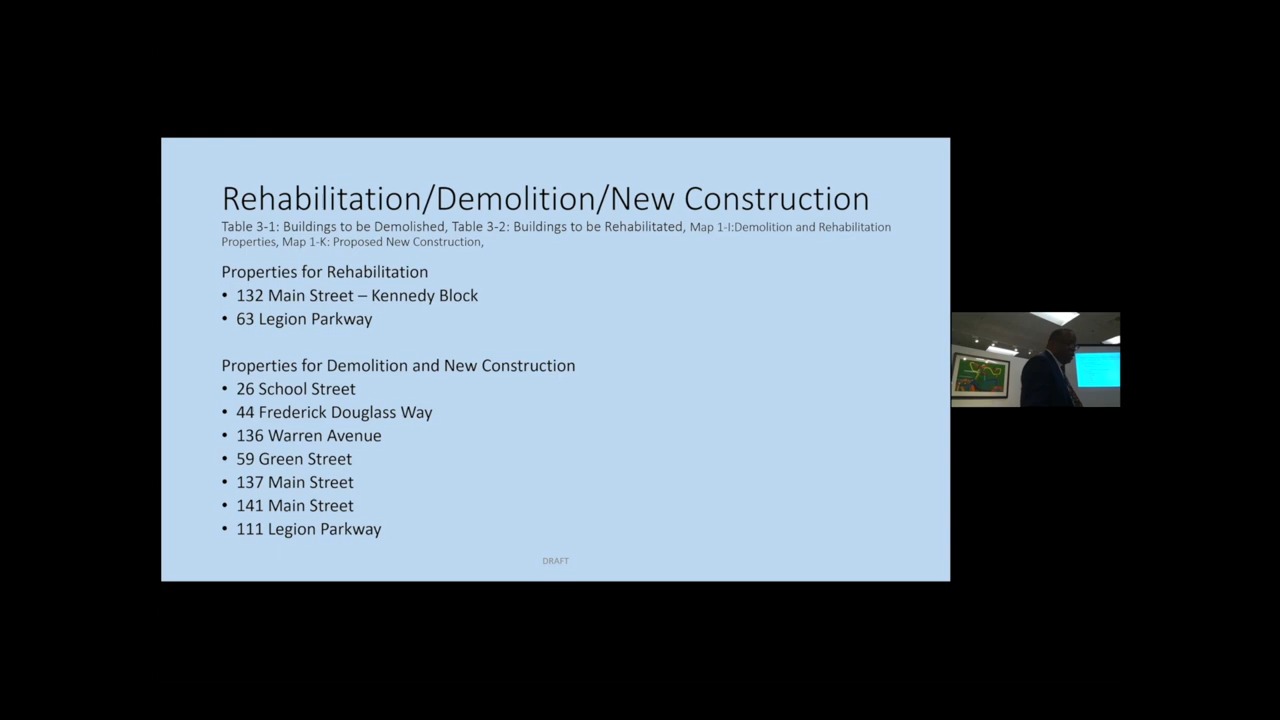 Rehabilitation/Demolition/New Construction
Table 3-1: Buildings to be Demolished, Table 3-2: Buildings to be Rehabilitated, Map 1-I:Demolition and Rehabilitation
Properties, Map 1-K: Proposed New Construction,
Properties for Rehabilitation
• 132 Main Street – Kennedy Block
• 63 Legion Parkway
Properties for Demolition and New Construction
• 26 School Street
• 44 Frederick Douglass Way
• 136 Warren Avenue
• 59 Green Street
• 137 Main Street
• 141 Main Street
• 111 Legion Parkway
DRAFT